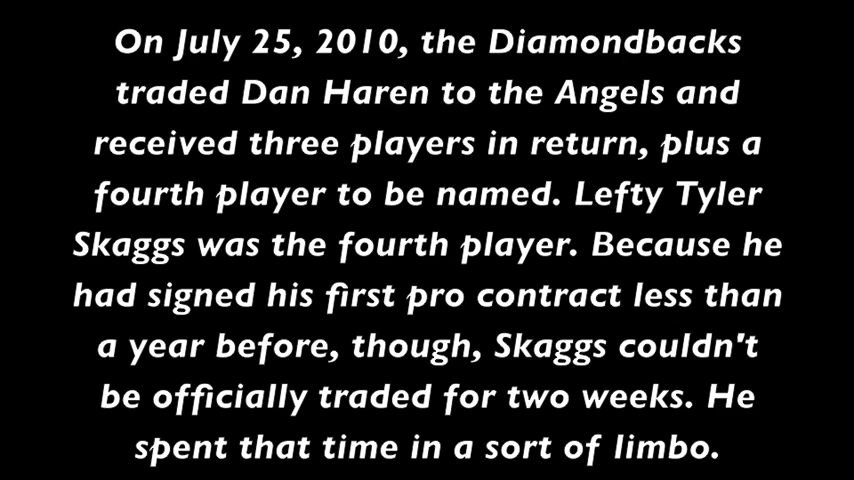 On July 25, 2010, the Diamondbacks
traded Dan Haren to the Angels and
received three players in return, plus a
fourth player to be named. Lefty Tyler
Skaggs was the fourth player. Because he
had signed his first pro contract less than
a year before, though, Skaggs couldn't
be officially traded for two weeks. He
spent that time in a sort of limbo.